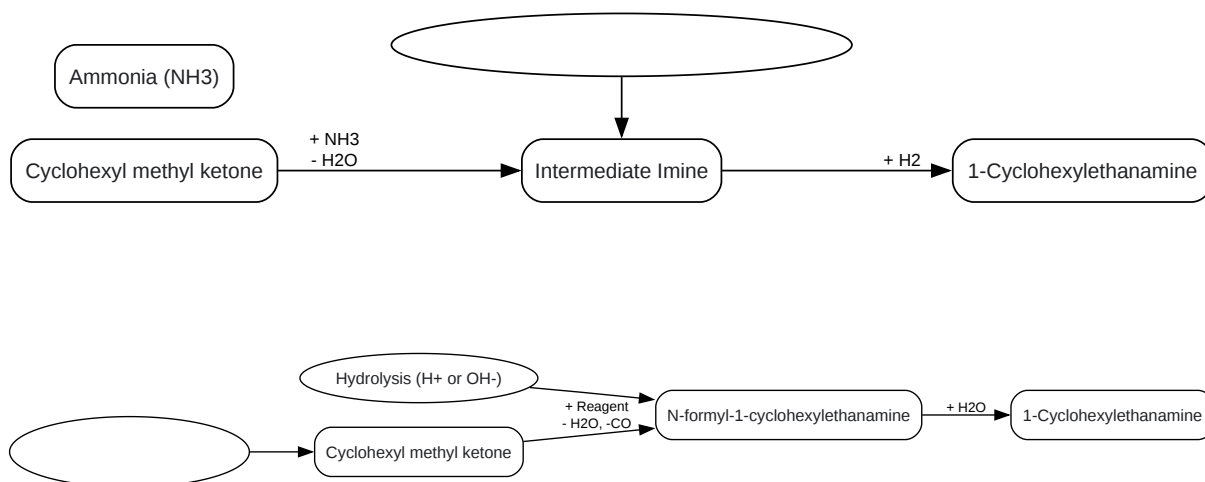 Ammonia (NH3)
Cyclohexyl methyl ketone
+ NH3
- H2O
Intermediate Imine
+ H2
1-Cyclohexylethanamine
Hydrolysis (H+ or OH-)
+ Reagent
- H2O, -CO
Cyclohexyl methyl ketone
N-formyl-1-cyclohexylethanamine
+ H2O
1-Cyclohexylethanamine